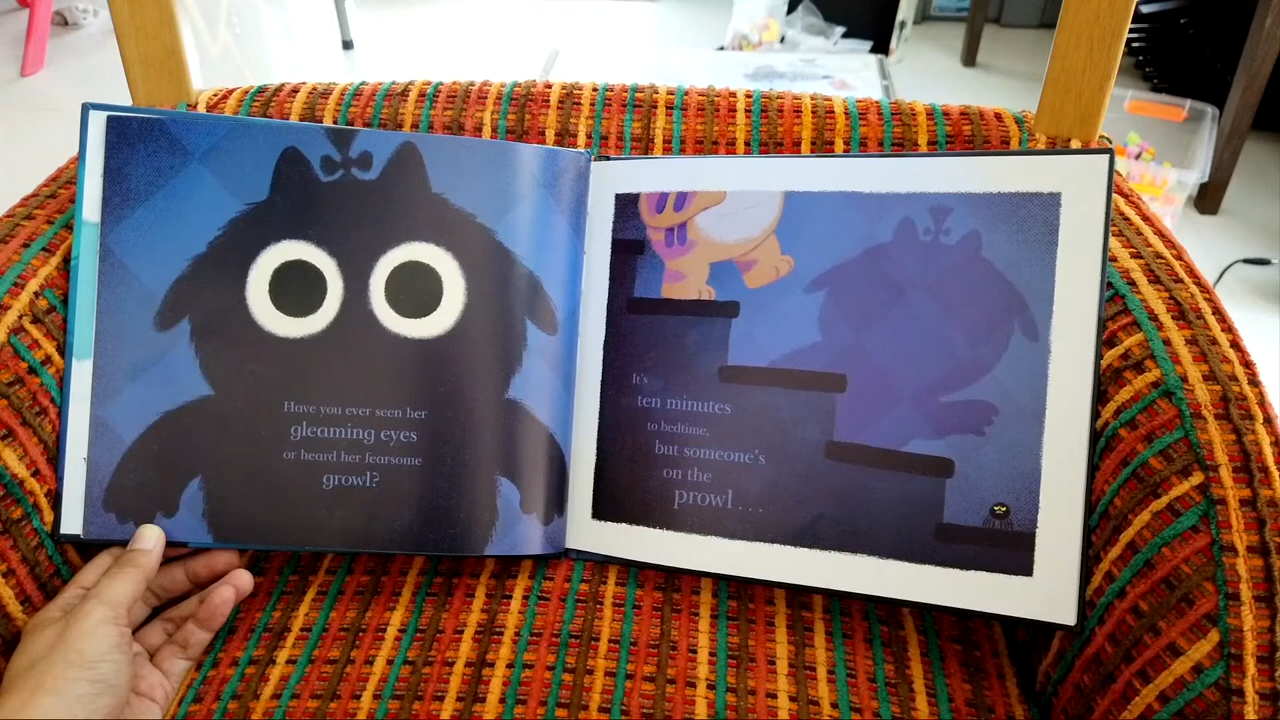 Have you ever seen her
gleaming eyes
or heard her fearsome
growl?
It's
ten minutes
to bedtime,
but someone's
on the
prowl . . .